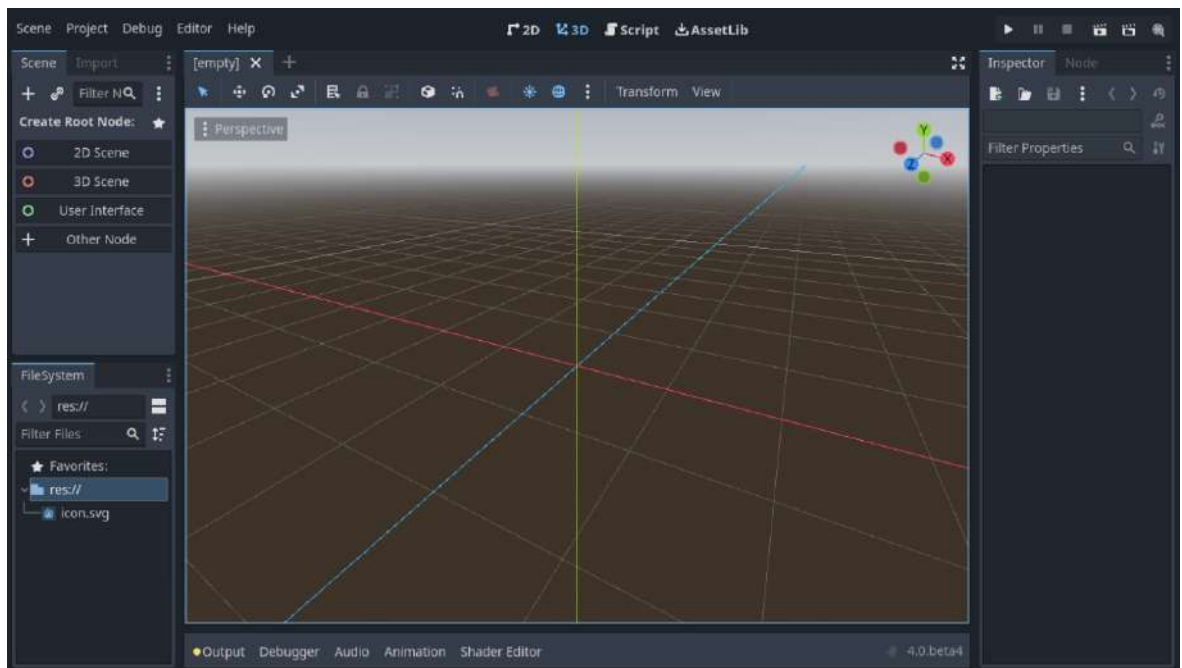 Scene Project Debug Editor Help 2D 3D Script AssetLib
Scene Import [empty] Inspector Node
Filter N Transform View
Create Root Node: Perspective Y
X
Z
Filter Properties
2D Scene
3D Scene
User Interface
Other Node
FileSystem
res://
Filter Files
Favorites:
res://
icon.svg
Output Debugger Audio Animation Shader Editor 4.0.beta4